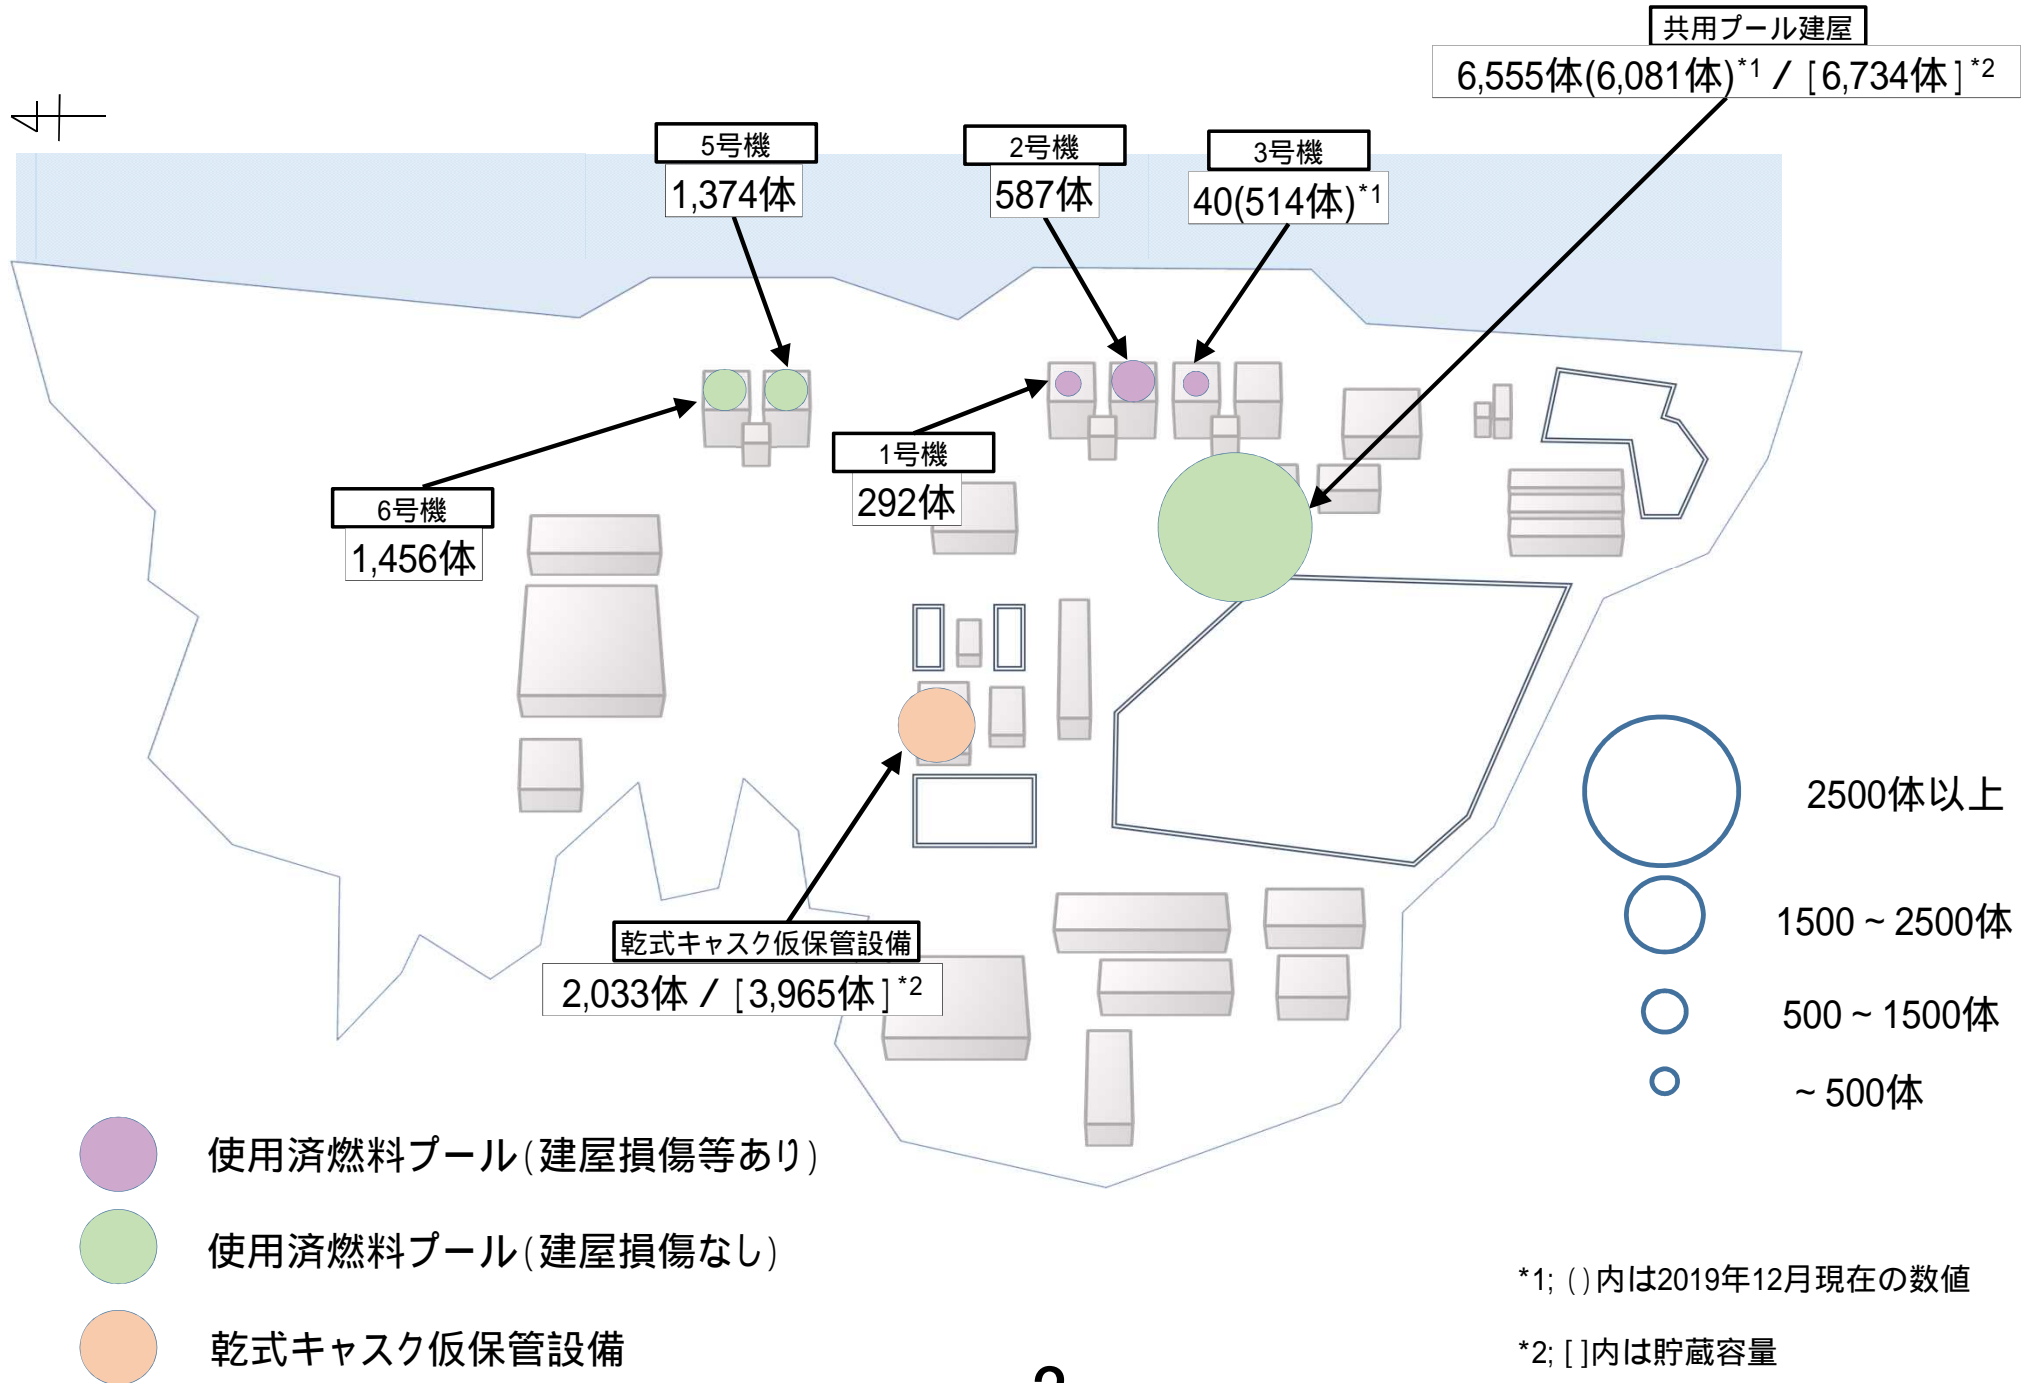 共用プール建屋
6,555体(6,081体)*1 / [6,734体]*2
5号機
1,374体
2号機
587体
3号機
40(514体)*1
1号機
292体
6号機
1,456体
乾式キャスク仮保管設備
2,033体 / [3,965体]*2
2500体以上
1500 ~ 2500体
500 ~ 1500体
~ 500体
使用済燃料プール(建屋損傷等あり)
使用済燃料プール(建屋損傷なし)
乾式キャスク仮保管設備
*1; ()内は2019年12月現在の数値
*2; [ ]内は貯蔵容量